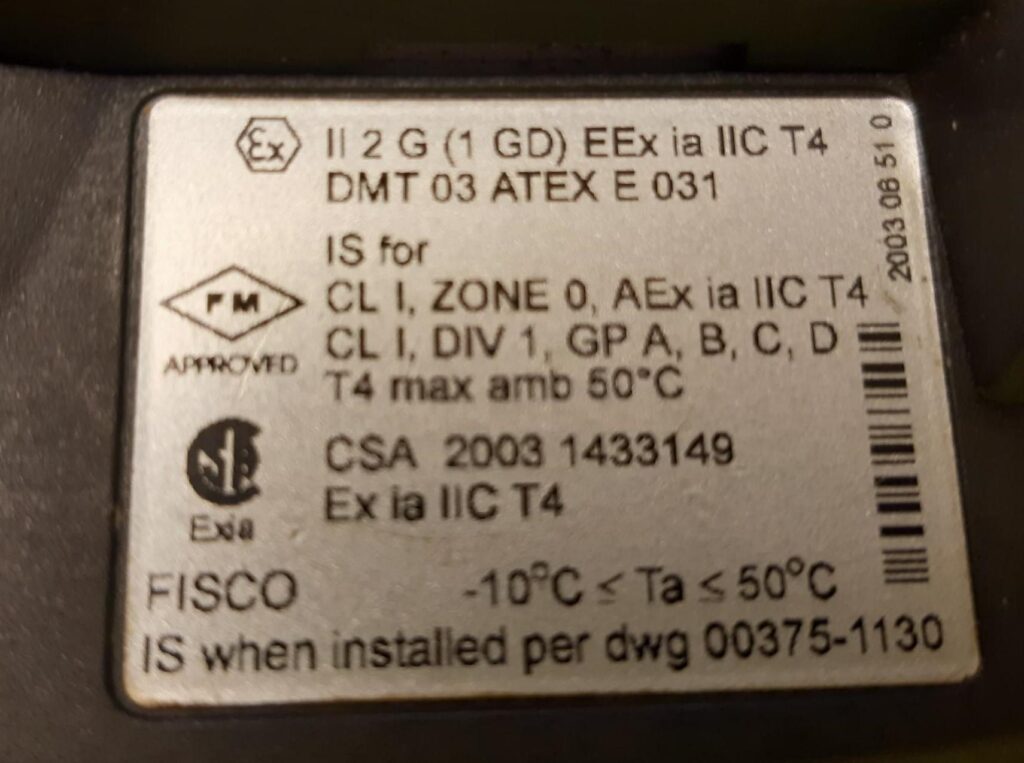 Ex II 2 G (1 GD) EEx ia IIC T4
DMT 03 ATEX E 031
IS for
CL I, ZONE 0, AEx ia IIC T4
CL I, DIV 1, GP A, B, C, D
T4 max amb 50°C
FM
APPROVED
CSA 2003 1433149
Ex ia IIC T4
Exia
FISCO -10°C ≤ Ta ≤ 50°C
IS when installed per dwg 00375-1130
2003 08 51 0